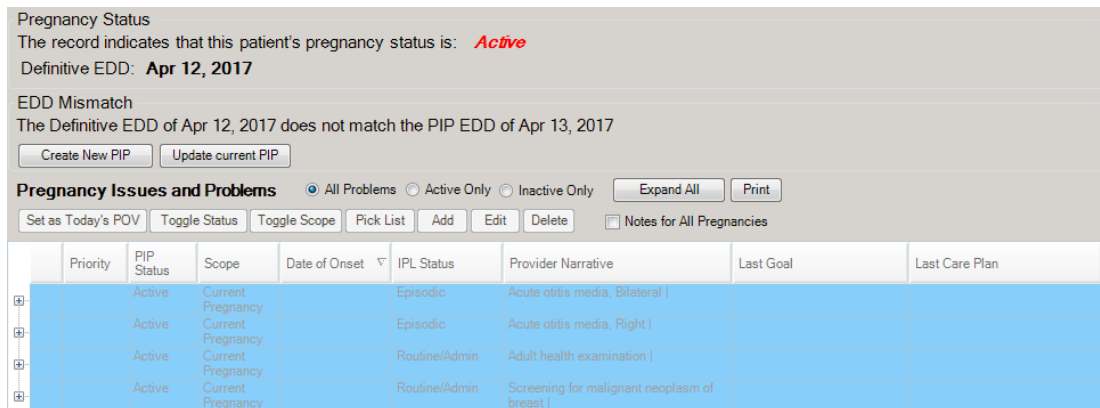 Pregnancy Status
The record indicates that this patient's pregnancy status is: Active
Definitive EDD: Apr 12, 2017
EDD Mismatch
The Definitive EDD of Apr 12, 2017 does not match the PIP EDD of Apr 13, 2017
Create New PIP Update current PIP
Pregnancy Issues and Problems All Problems Active Only Inactive Only Expand All Print
Set as Today's POV Toggle Status Toggle Scope Pick List Add Edit Delete Notes for All Pregnancies
Priority PIP Status Scope Date of Onset IPL Status Provider Narrative Last Goal Last Care Plan
Active Current Pregnancy Episodic Acute otitis media, Bilateral |
Active Current Pregnancy Episodic Acute otitis media, Right |
Active Current Pregnancy Routine/Admin Adult health examination |
Active Current Pregnancy Routine/Admin Screening for malignant neoplasm of breast |